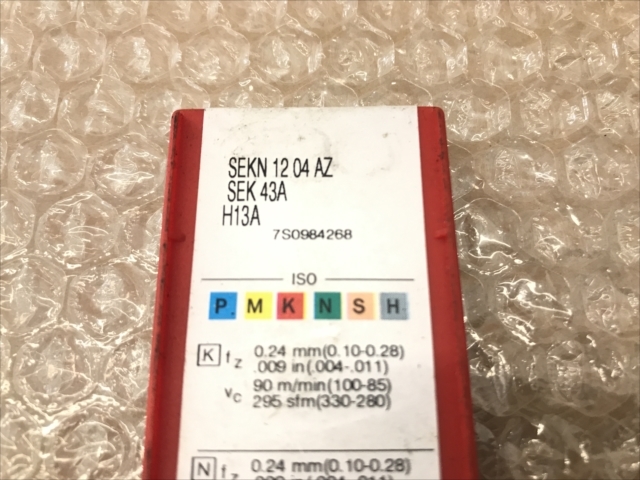 SEKN 12 04 AZ
SEK 43A
H13A
7S0984268
ISO
P M K N S H
K fz 0.24 mm(0.10-0.28)
.009 in(.004-.011)
vc 90 m/min(100-85)
295 sfm(330-280)
N fz 0.24 mm(0.10-0.28)